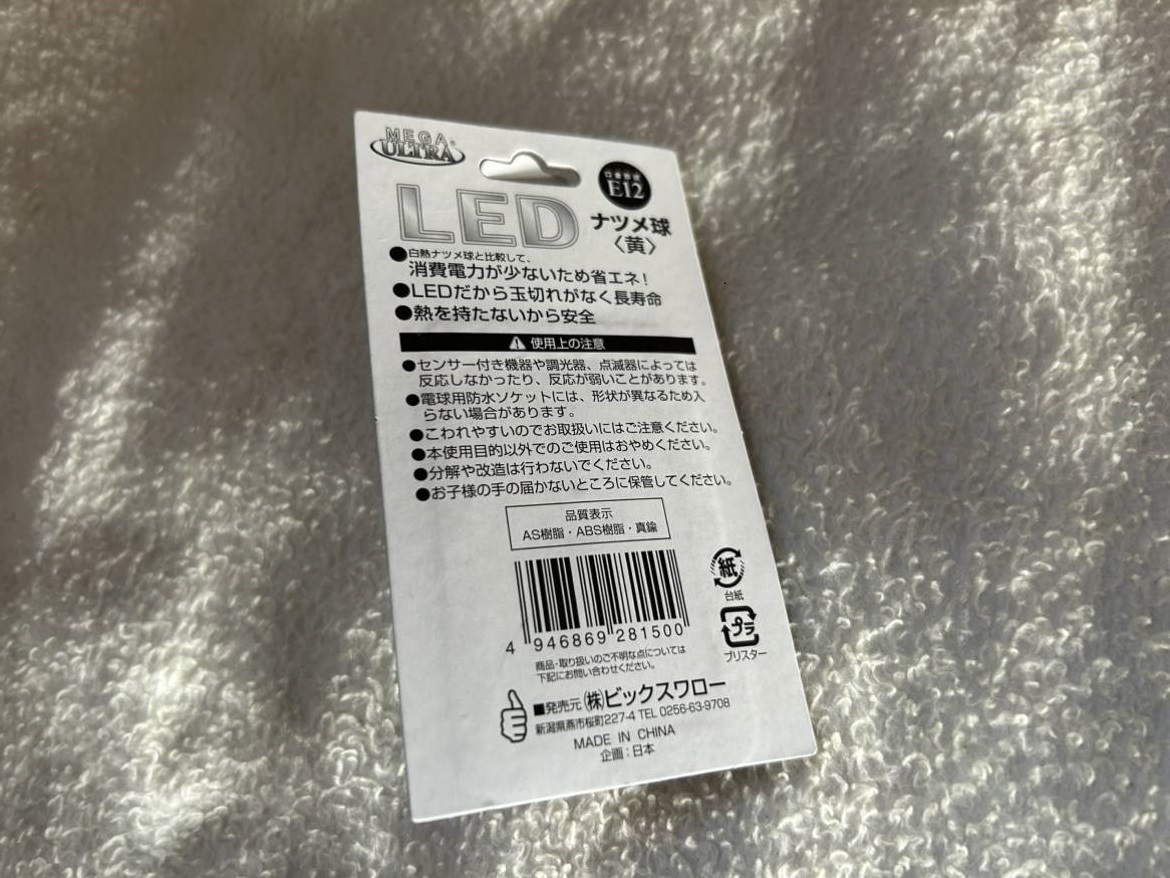 MEGA
ULTRA
口金形状
E12
LED
ナツメ球
〈黄〉
●白熱ナツメ球と比較して、
消費電力が少ないため省エネ!
●LEDだから玉切れがなく長寿命
●熱を持たないから安全
⚠使用上の注意
●センサー付き機器や調光器、点滅器によっては
反応しなかったり、反応が弱いことがあります。
●電球用防水ソケットには、形状が異なるため入
らない場合があります。
●こわれやすいのでお取扱いにはご注意ください。
●本使用目的以外でのご使用はおやめください。
●分解や改造は行わないでください。
●お子様の手の届かないところに保管してください。
品質表示
AS樹脂・ABS樹脂・真鍮
4 946869 281500
紙
台紙
プラ
ブリスター
商品・取り扱いのご不明な点については
下記にお問い合わせください。
■発売元 ㈱ビックスワロー
新潟県燕市桜町227-4 TEL 0256-63-9708
MADE IN CHINA
企画:日本